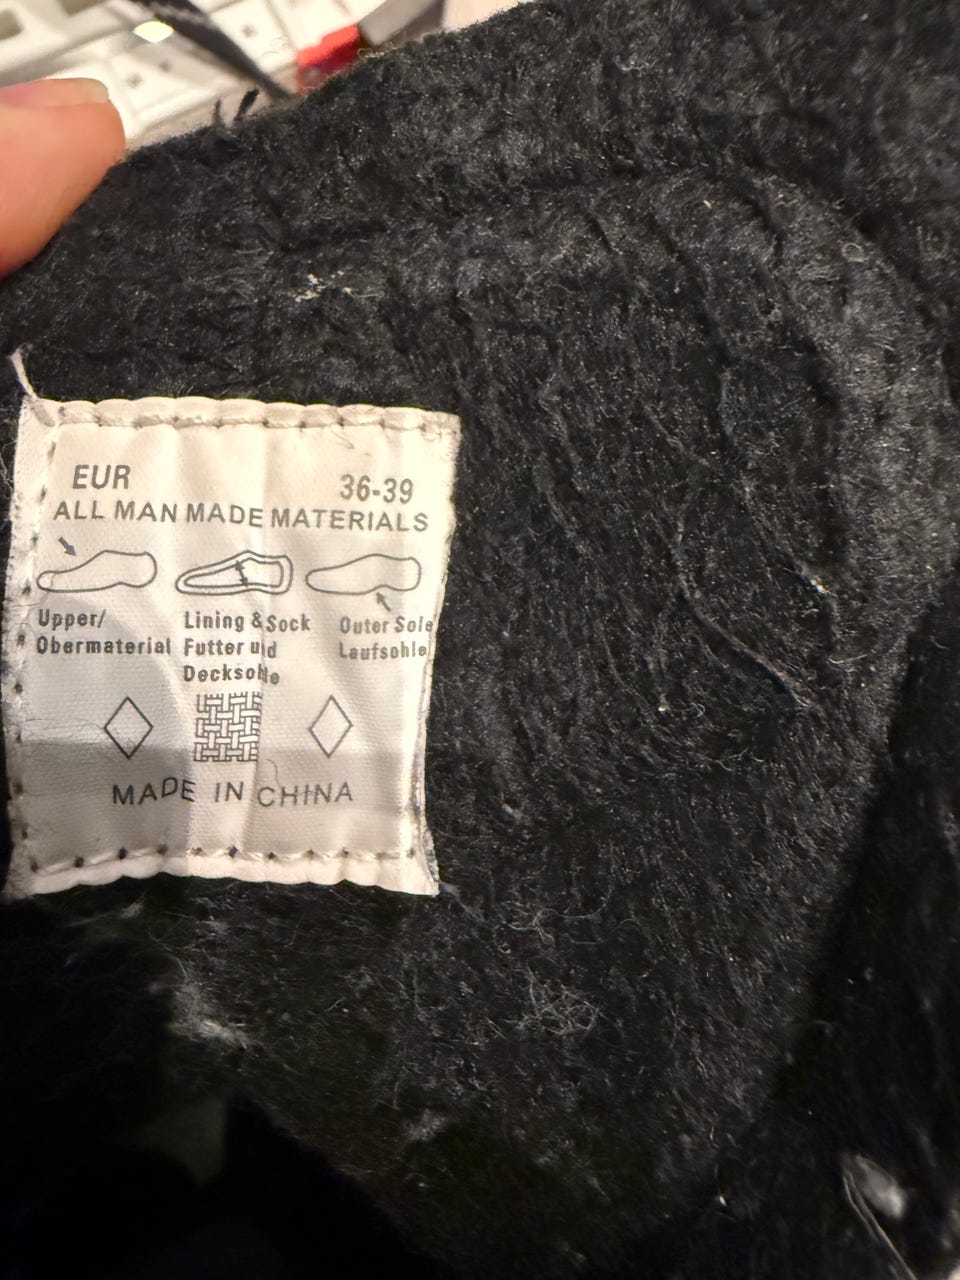 EUR 36-39
ALL MAN MADE MATERIALS
Upper/
Obermaterial
Lining & Sock
Futter und
Decksohle
Outer Sole
Laufsohle
MADE IN CHINA